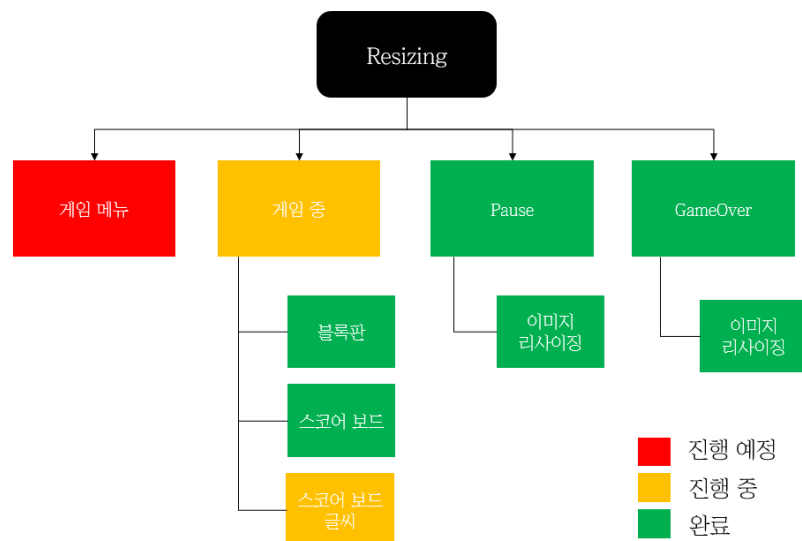 Resizing
게임 메뉴
게임 중
Pause
GameOver
블록판
스코어 보드
스코어 보드
글씨
이미지
리사이징
이미지
리사이징
진행 예정
진행 중
완료